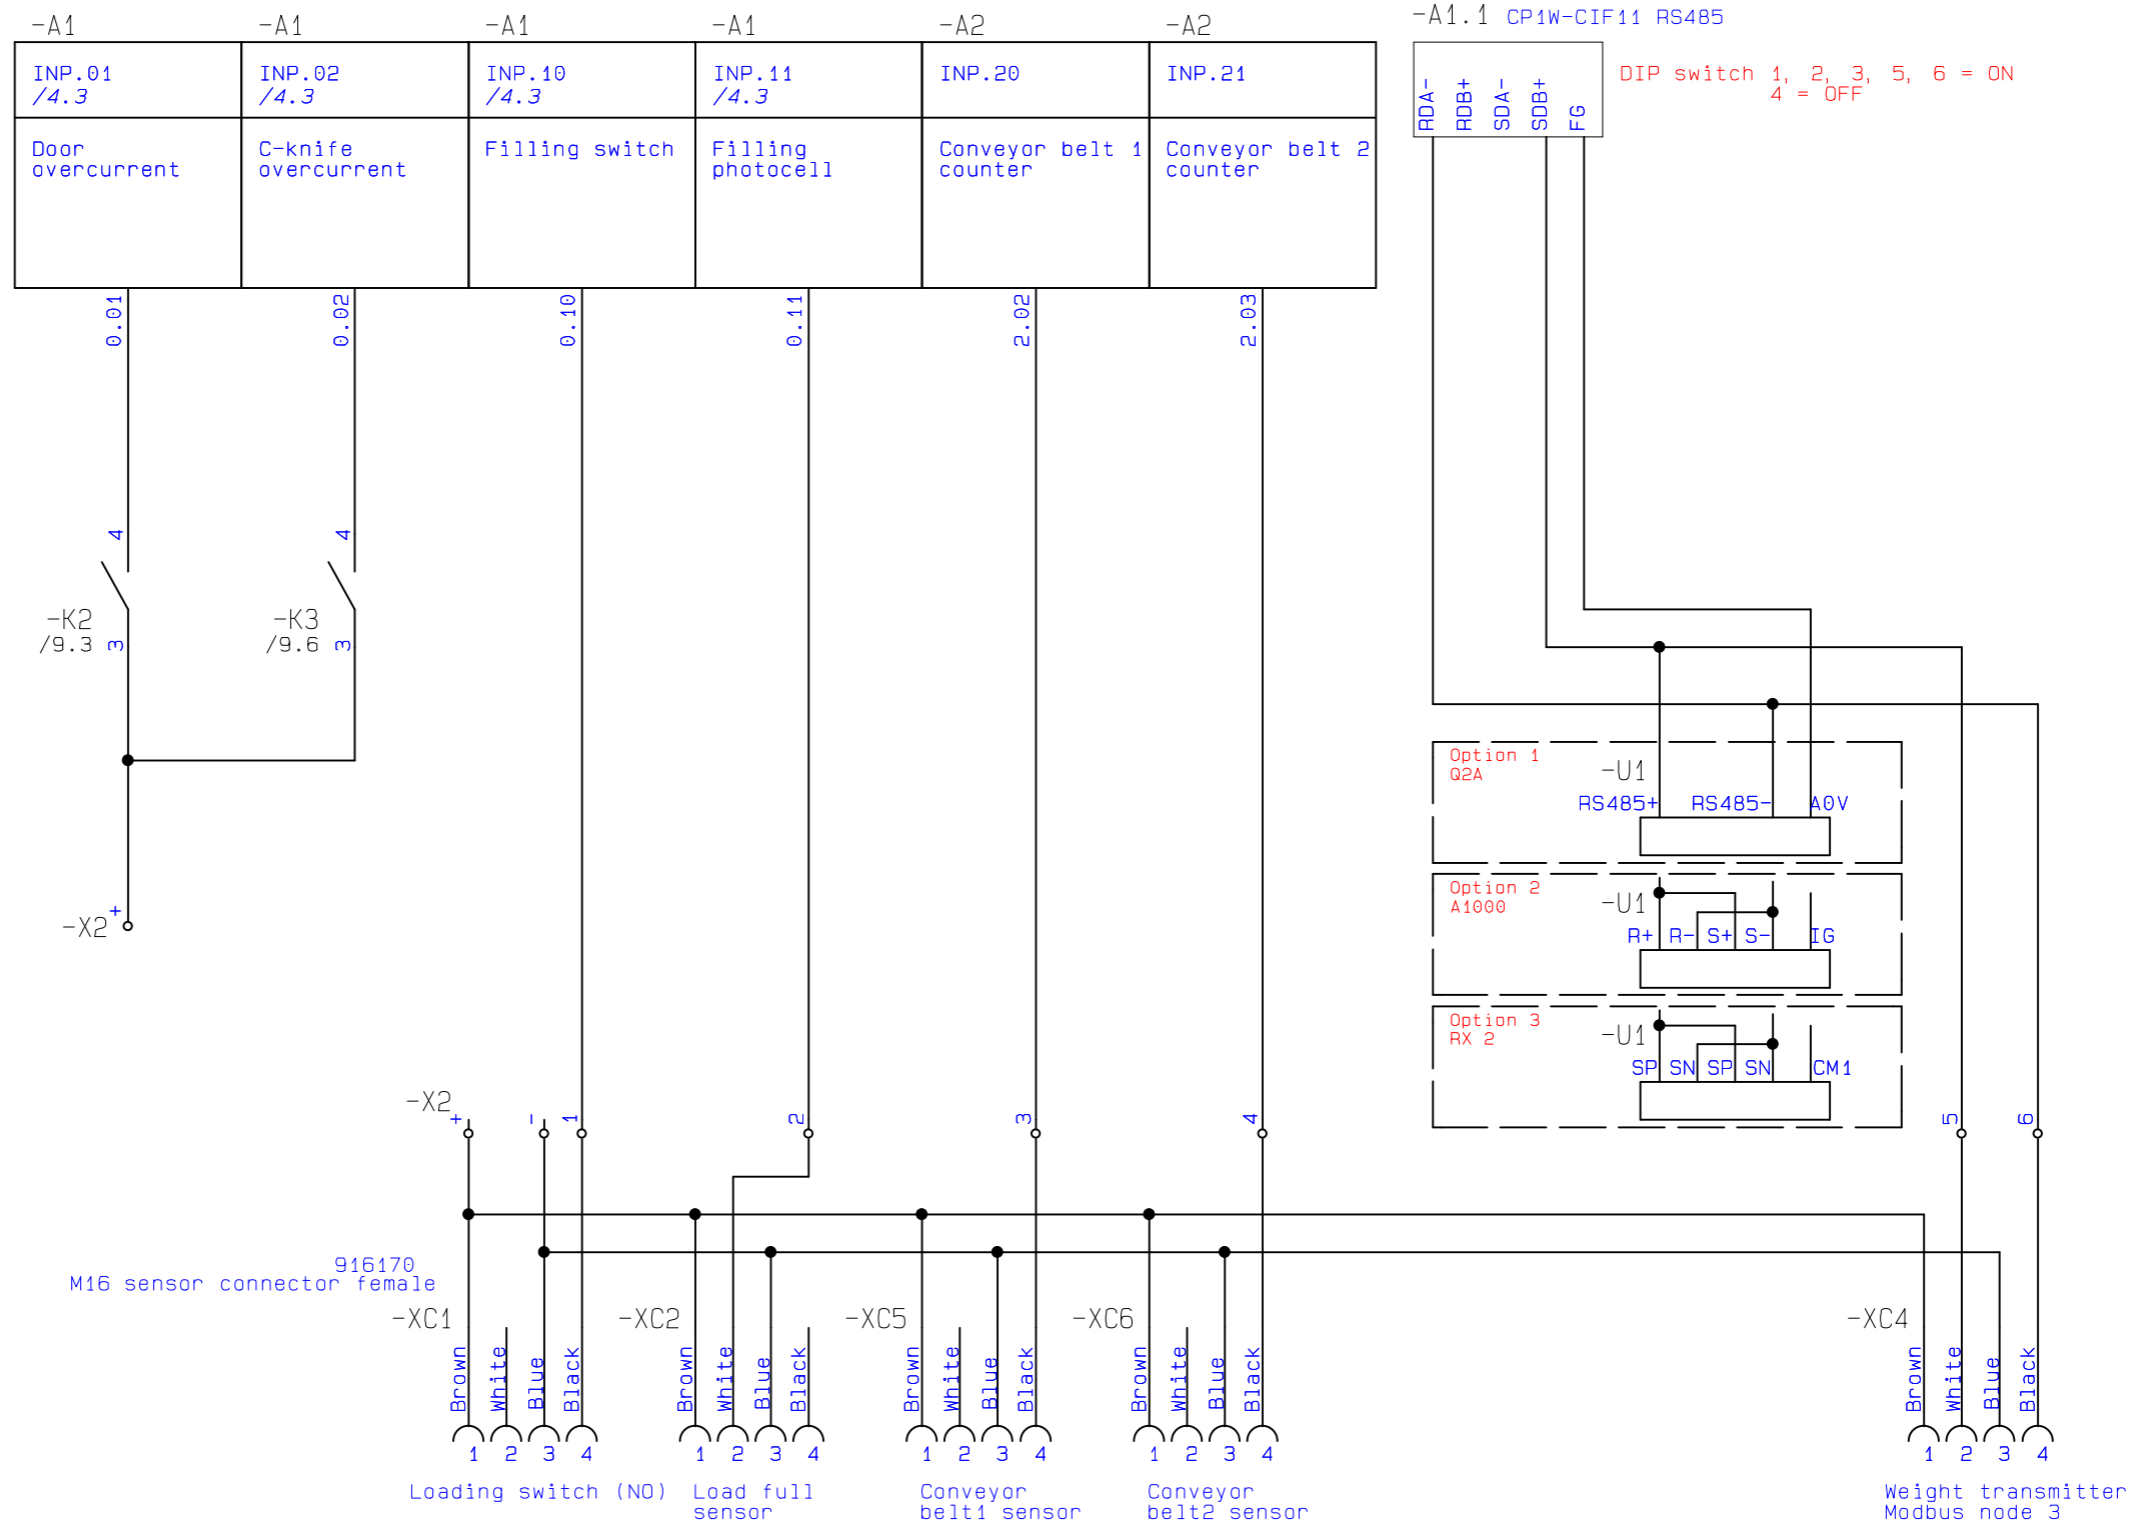 -A1
-A1
-A1
-A1
-A2
-A2
-A1.1 CP1W-CIF11 RS485
INP.01
/4.3
INP.02
/4.3
INP.10
/4.3
INP.11
/4.3
INP.20
INP.21
Door
overcurrent
C-knife
overcurrent
Filling switch
Filling
photocell
Conveyor belt 1
counter
Conveyor belt 2
counter
RDA-
RDB+
SDA-
SDB+
FG
DIP switch 1, 2, 3, 5, 6 = ON
4 = OFF
0.01
0.02
0.10
0.11
2.02
2.03
4
-K2
/9.3
3
4
-K3
/9.6
3
-X2
+
Option 1
Q2A
-U1
RS485+
RS485-
A0V
Option 2
A1000
-U1
R+
R-
S+
S-
IG
Option 3
RX 2
-U1
SP
SN
SP
SN
CM1
-X2
+
-
1
2
3
4
5
6
916170
M16 sensor connector female
-XC1
Brown
White
Blue
Black
1
2
3
4
Loading switch (NO)
-XC2
Brown
White
Blue
Black
1
2
3
4
Load full
sensor
-XC5
Brown
White
Blue
Black
1
2
3
4
Conveyor
belt1 sensor
-XC6
Brown
White
Blue
Black
1
2
3
4
Conveyor
belt2 sensor
-XC4
Brown
White
Blue
Black
1
2
3
4
Weight transmitter
Modbus node 3